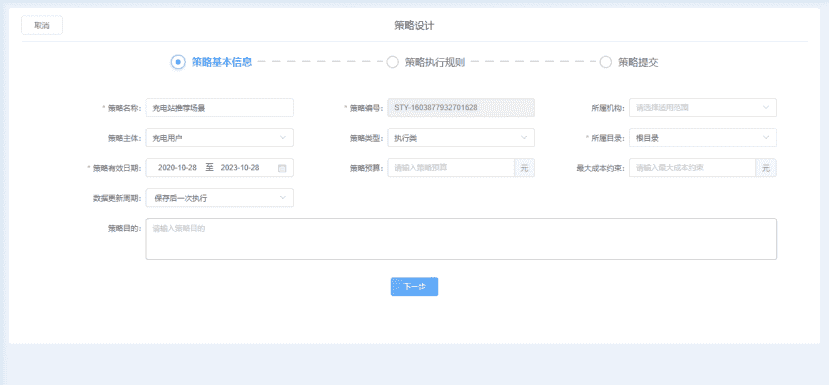 取消
策略设计
策略基本信息 策略执行规则 策略提交
* 策略名称: 充电站推荐场景 * 策略编号: STY-1603877932701628 所属机构: 请选择适用范围
策略主体: 充电用户 策略类型: 执行类 * 所属目录: 根目录
* 策略有效日期: 2020-10-28 至 2023-10-28 策略预算: 请输入策略预算 元 最大成本约束: 请输入最大成本约束 元
数据更新周期: 保存后一次执行
策略目的: 请输入策略目的
下一步